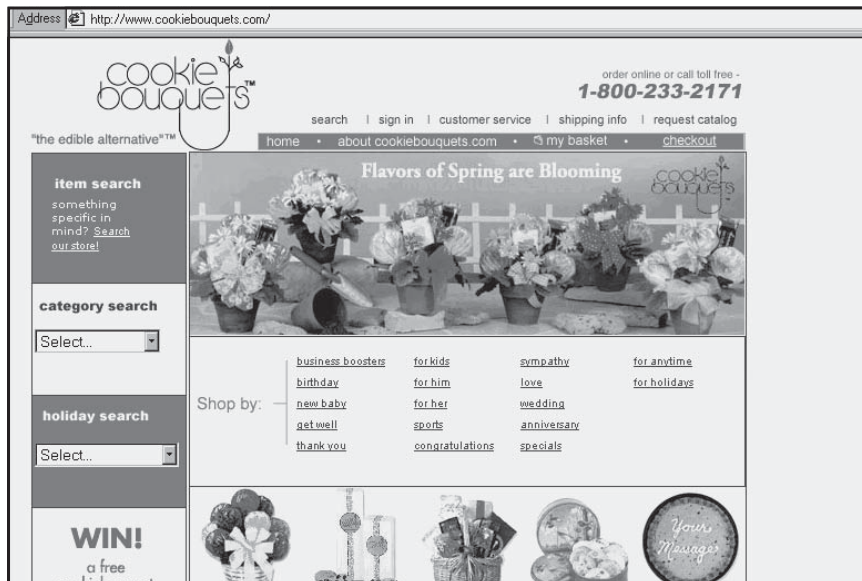 Address http://www.cookiebouquets.com/
cookie
bouquets™
"the edible alternative"™
order online or call toll free -
1-800-233-2171
search | sign in | customer service | shipping info | request catalog
home • about cookiebouquets.com • my basket • checkout
item search
something
specific in
mind? Search
our store!
category search
Select...
holiday search
Select...
WIN!
a free
Flavors of Spring are Blooming
cookie
bouquets
Shop by:
business boosters
birthday
new baby
get well
thank you
for kids
for him
for her
sports
congratulations
sympathy
love
wedding
anniversary
specials
for anytime
for holidays
Your
Message